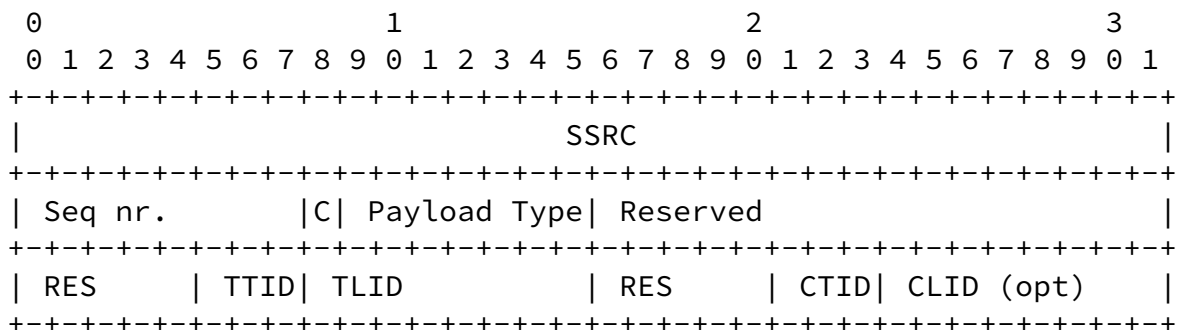 0                   1                   2                   3
 0 1 2 3 4 5 6 7 8 9 0 1 2 3 4 5 6 7 8 9 0 1 2 3 4 5 6 7 8 9 0 1
+-+-+-+-+-+-+-+-+-+-+-+-+-+-+-+-+-+-+-+-+-+-+-+-+-+-+-+-+-+-+-+-+
|                              SSRC                             |
+-+-+-+-+-+-+-+-+-+-+-+-+-+-+-+-+-+-+-+-+-+-+-+-+-+-+-+-+-+-+-+-+
| Seq nr.       |C| Payload Type| Reserved                      |
+-+-+-+-+-+-+-+-+-+-+-+-+-+-+-+-+-+-+-+-+-+-+-+-+-+-+-+-+-+-+-+-+
| RES     | TTID| TLID          | RES     | CTID| CLID (opt)    |
+-+-+-+-+-+-+-+-+-+-+-+-+-+-+-+-+-+-+-+-+-+-+-+-+-+-+-+-+-+-+-+-+